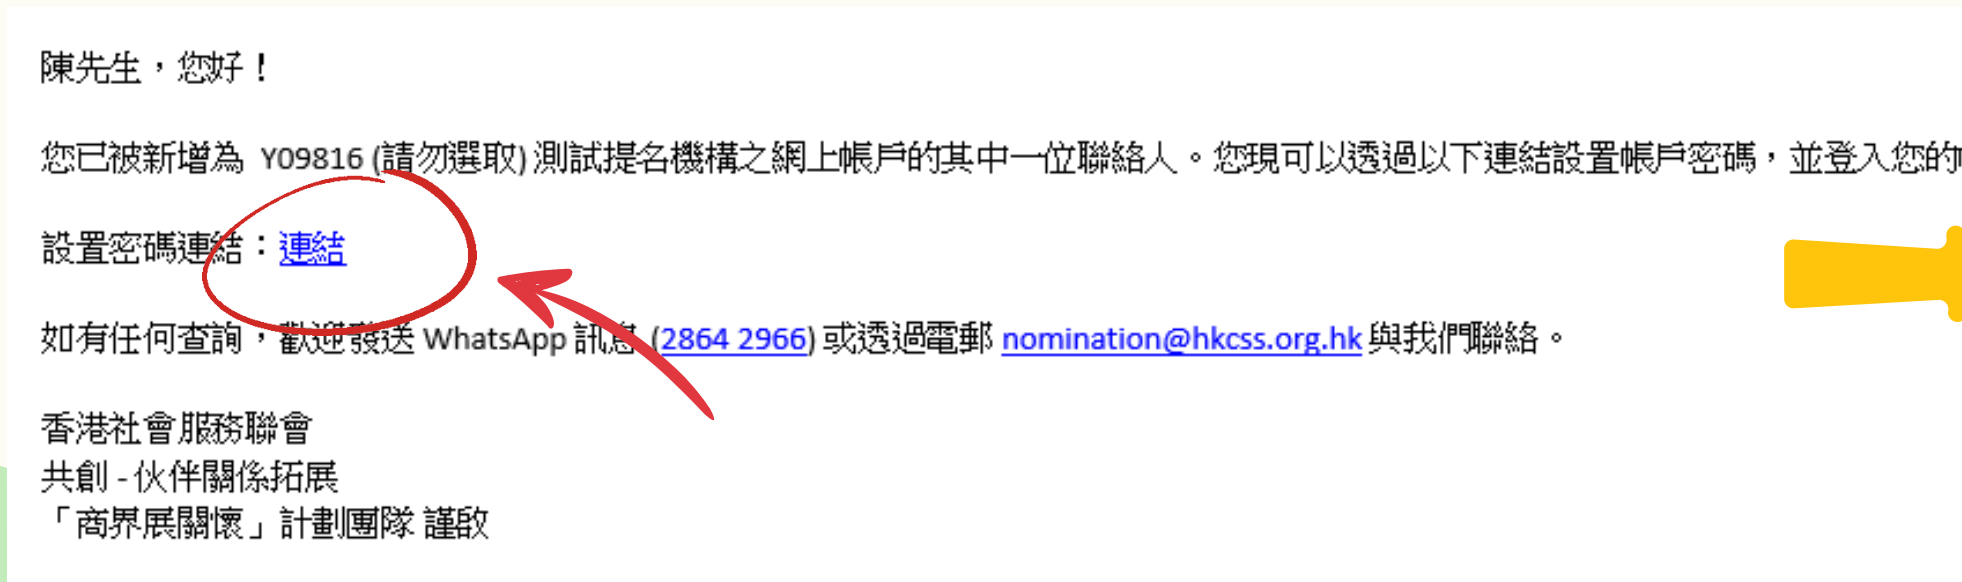 陳先生，您好！
您已被新增為 Y09816 (請勿選取) 測試提名機構之網上帳戶的其中一位聯絡人。您現可以透過以下連結設置帳戶密碼，並登入您的
設置密碼連結：連結
如有任何查詢，歡迎發送 WhatsApp 訊息 (2864 2966) 或透過電郵 nomination@hkcss.org.hk 與我們聯絡。
香港社會服務聯會
共創 - 伙伴關係拓展
「商界展關懷」計劃團隊 謹啟